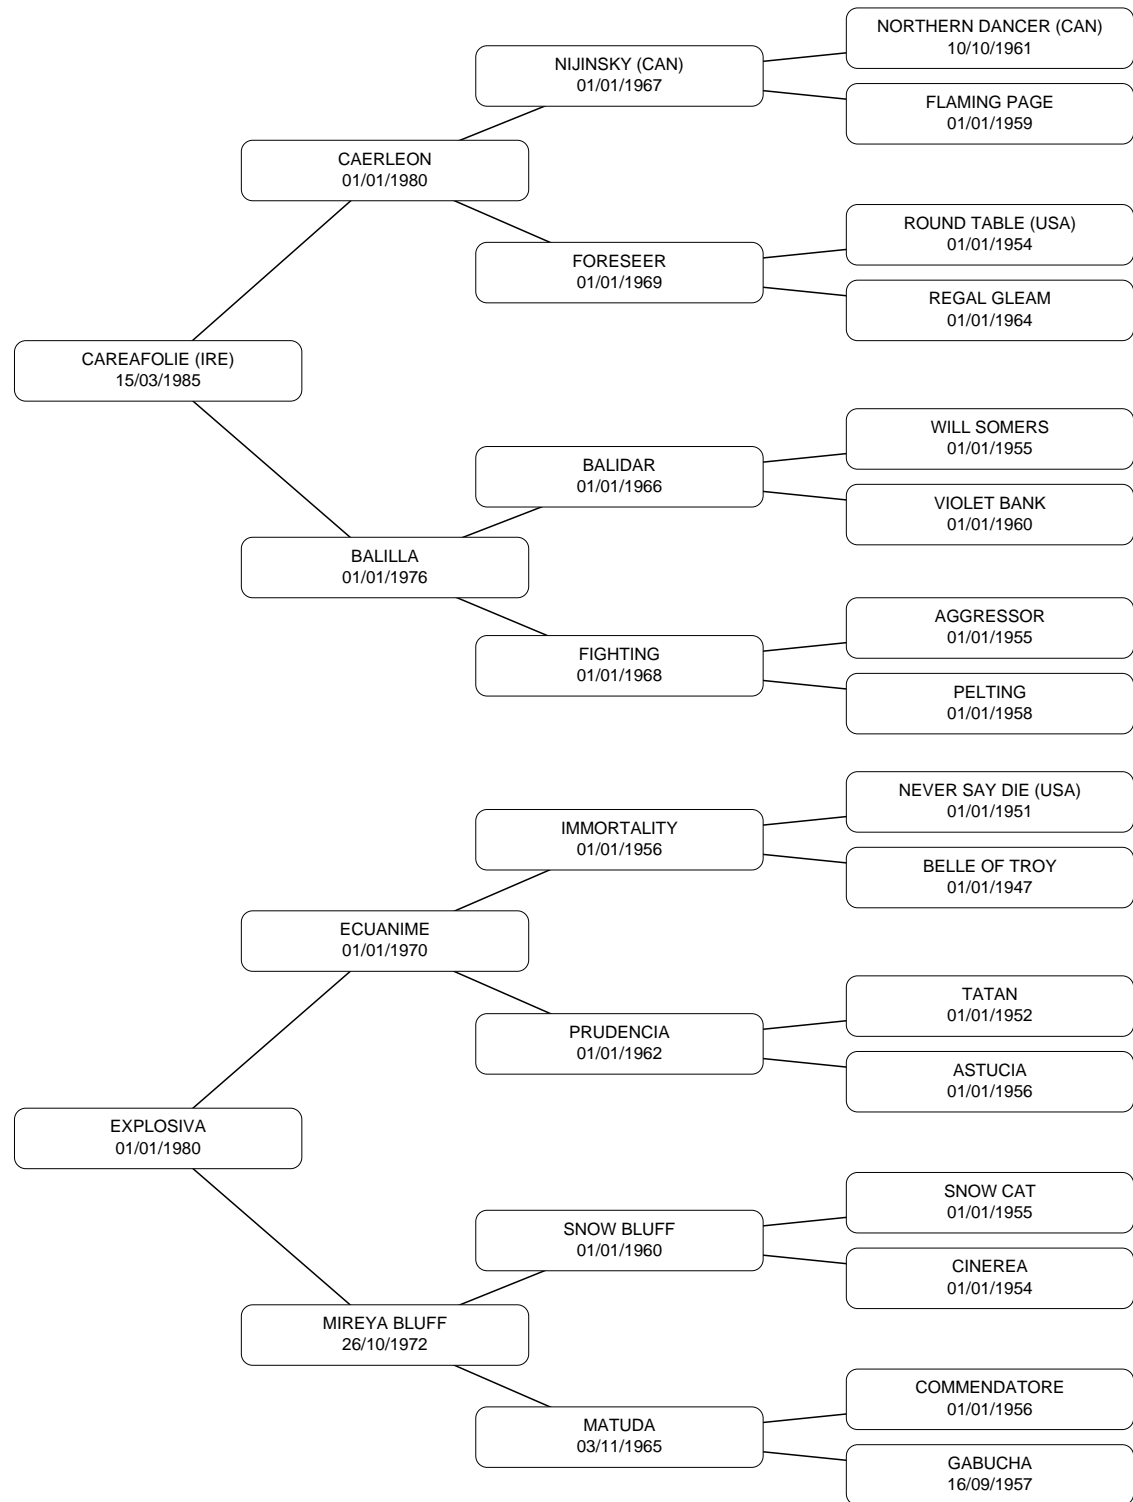 NORTHERN DANCER (CAN)
10/10/1961
NIJINSKY (CAN)
01/01/1967
FLAMING PAGE
01/01/1959
CAERLEON
01/01/1980
ROUND TABLE (USA)
01/01/1954
FORESEER
01/01/1969
REGAL GLEAM
01/01/1964
CAREAFOLIE (IRE)
15/03/1985
WILL SOMERS
01/01/1955
BALIDAR
01/01/1966
VIOLET BANK
01/01/1960
BALILLA
01/01/1976
AGGRESSOR
01/01/1955
FIGHTING
01/01/1968
PELTING
01/01/1958
NEVER SAY DIE (USA)
01/01/1951
IMMORTALITY
01/01/1956
BELLE OF TROY
01/01/1947
ECUANIME
01/01/1970
TATAN
01/01/1952
PRUDENCIA
01/01/1962
ASTUCIA
01/01/1956
EXPLOSIVA
01/01/1980
SNOW CAT
01/01/1955
SNOW BLUFF
01/01/1960
CINEREA
01/01/1954
MIREYA BLUFF
26/10/1972
COMMENDATORE
01/01/1956
MATUDA
03/11/1965
GABUCHA
16/09/1957